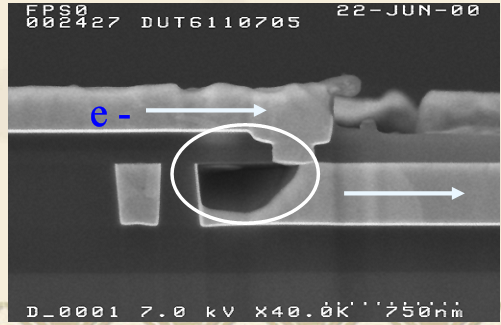 FPS0 22-JUN-00
002427 DUT6110705
e -
D_0001 7.0 kV X40.0K 750nm